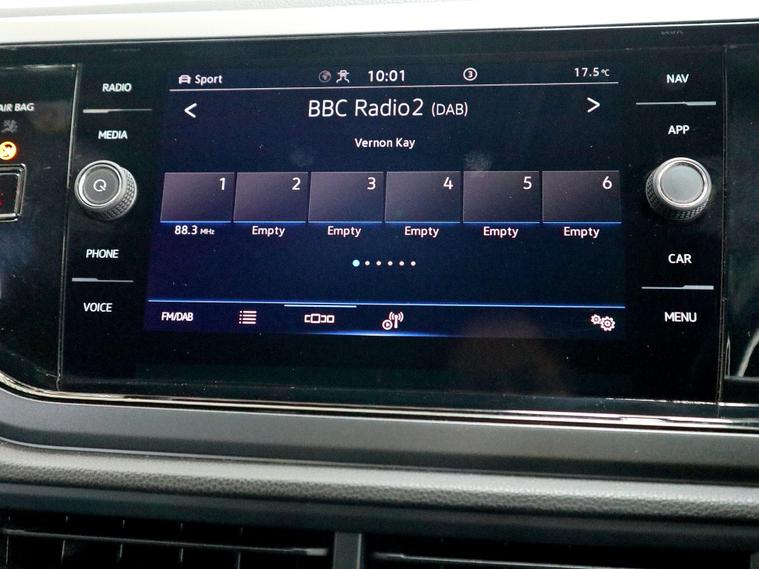 AIR BAG
RADIO
MEDIA
PHONE
VOICE
Sport 10:01 3 17.5°C
< BBC Radio2 (DAB) >
Vernon Kay
1 2 3 4 5 6
88.3 MHz Empty Empty Empty Empty Empty
FM/DAB
NAV
APP
CAR
MENU